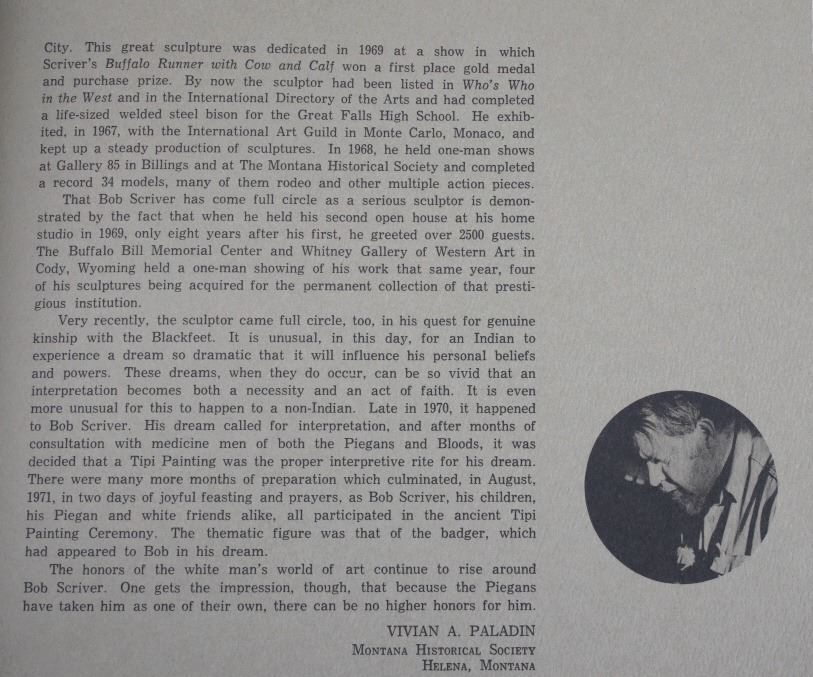 City. This great sculpture was dedicated in 1969 at a show in which
Scriver's Buffalo Runner with Cow and Calf won a first place gold medal
and purchase prize. By now the sculptor had been listed in Who's Who
in the West and in the International Directory of the Arts and had completed
a life-sized welded steel bison for the Great Falls High School. He exhib-
ited, in 1967, with the International Art Guild in Monte Carlo, Monaco, and
kept up a steady production of sculptures. In 1968, he held one-man shows
at Gallery 85 in Billings and at The Montana Historical Society and completed
a record 34 models, many of them rodeo and other multiple action pieces.
That Bob Scriver has come full circle as a serious sculptor is demon-
strated by the fact that when he held his second open house at his home
studio in 1969, only eight years after his first, he greeted over 2500 guests.
The Buffalo Bill Memorial Center and Whitney Gallery of Western Art in
Cody, Wyoming held a one-man showing of his work that same year, four
of his sculptures being acquired for the permanent collection of that presti-
gious institution.
Very recently, the sculptor came full circle, too, in his quest for genuine
kinship with the Blackfeet. It is unusual, in this day, for an Indian to
experience a dream so dramatic that it will influence his personal beliefs
and powers. These dreams, when they do occur, can be so vivid that an
interpretation becomes both a necessity and an act of faith. It is even
more unusual for this to happen to a non-Indian. Late in 1970, it happened
to Bob Scriver. His dream called for interpretation, and after months of
consultation with medicine men of both the Piegans and Bloods, it was
decided that a Tipi Painting was the proper interpretive rite for his dream.
There were many more months of preparation which culminated, in August,
1971, in two days of joyful feasting and prayers, as Bob Scriver, his children,
his Piegan and white friends alike, all participated in the ancient Tipi
Painting Ceremony. The thematic figure was that of the badger, which
had appeared to Bob in his dream.
The honors of the white man's world of art continue to rise around
Bob Scriver. One gets the impression, though, that because the Piegans
have taken him as one of their own, there can be no higher honors for him.
VIVIAN A. PALADIN
MONTANA HISTORICAL SOCIETY
HELENA, MONTANA